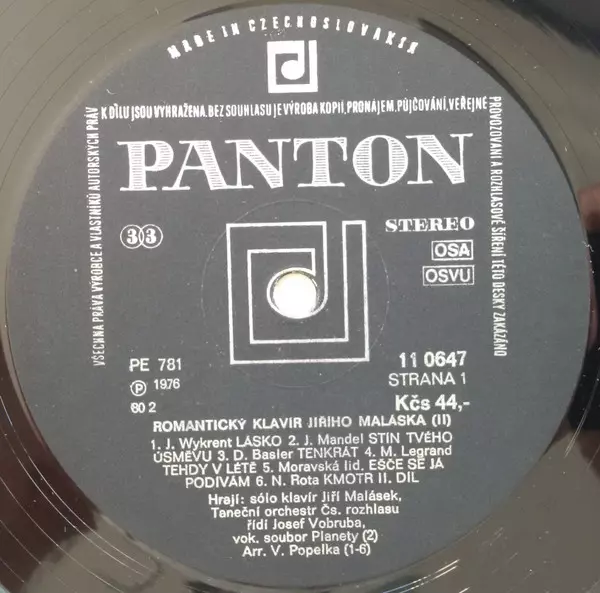 MADE IN CZECHOSLOVAKIA
VŠECHNA PRÁVA VÝROBCE A VLASTNÍKŮ AUTORSKÝCH PRÁV
K DÍLU JSOU VYHRAŽENA. BEZ SOUHLASU JE VÝROBA KOPIÍ, PRONÁJEM, PŮJČOVÁNÍ, VEŘEJNÉ
PROVOZOVÁNÍ A ROZHLASOVÉ ŠÍŘENÍ TÉTO DESKY ZAKÁZÁNO
PANTON
33
STEREO
OSA
OSVU
PE 781
℗ 1976
80 2
11 0647
STRANA 1
Kčs 44,-
ROMANTICKÝ KLAVÍR JIŘÍHO MALÁSKA (II)
1. J. Wykrent LÁSKO 2. J. Mandel STÍN TVÉHO
ÚSMĚVU 3. D. Basler TENKRÁT 4. M. Legrand
TEHDY V LÉTĚ 5. Moravská lid. EŠČE SE JÁ
PODÍVÁM 6. N. Rota KMOTR II. DÍL
Hrají: sólo klavír Jiří Malásek,
Taneční orchestr Čs. rozhlasu
řídí Josef Vobruba,
vok. soubor Planety (2)
Arr. V. Popelka (1-6)